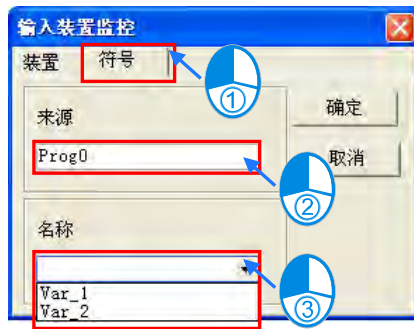 输入装置监控
装置 符号
①
来源
确定
Prog0
取消
②
名称
Var_1
Var_2
③